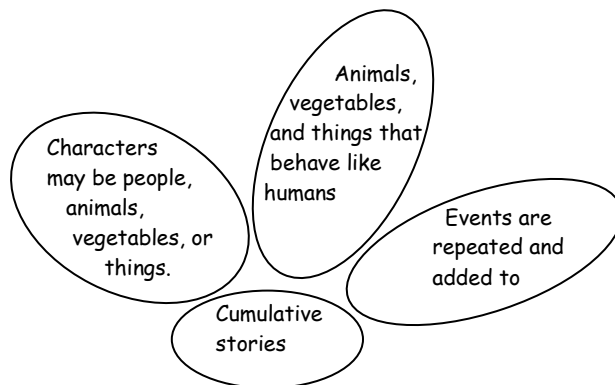 Animals,
vegetables,
and things that
behave like
humans
Characters
may be people,
animals,
vegetables, or
things.
Events are
repeated and
added to
Cumulative
stories